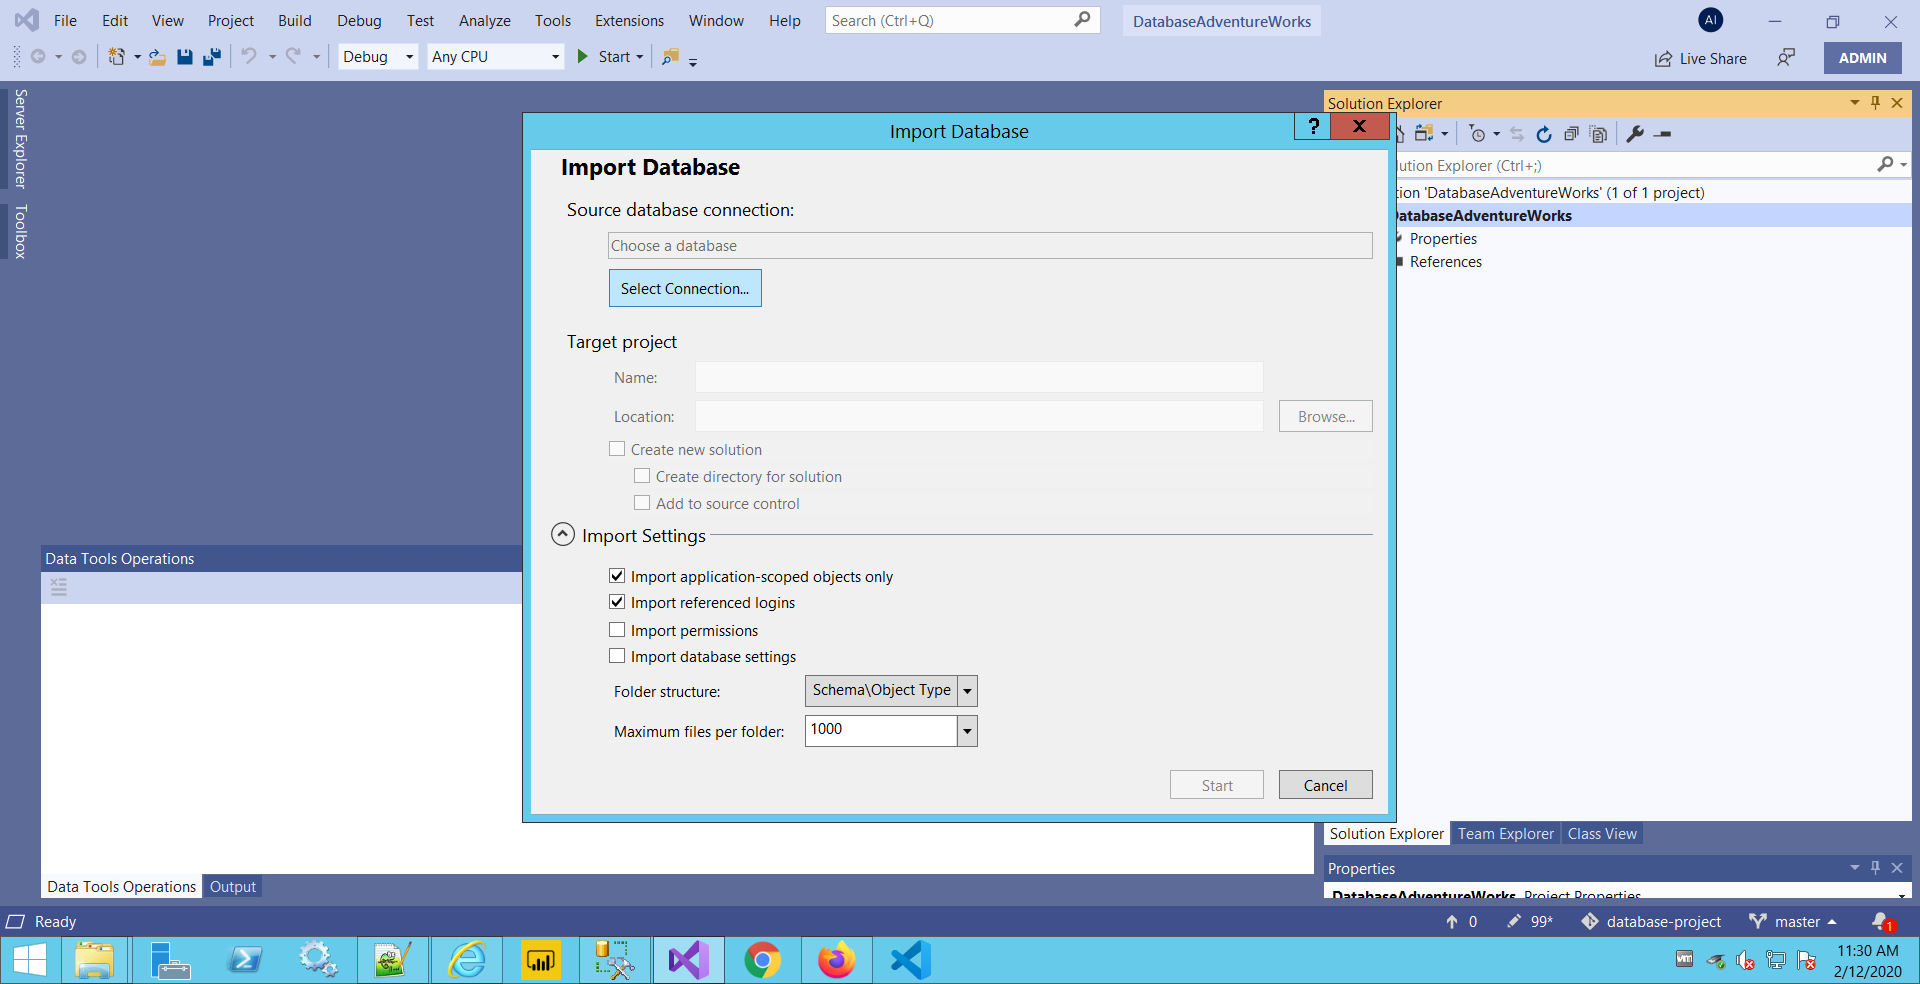 File Edit View Project Build Debug Test Analyze Tools Extensions Window Help Search (Ctrl+Q) DatabaseAdventureWorks AI
Debug Any CPU Start Live Share ADMIN
Server Explorer
Toolbox
Import Database
?
X
Import Database
Source database connection:
Choose a database
Select Connection...
Target project
Name:
Location:
Browse...
Create new solution
Create directory for solution
Add to source control
Import Settings
Import application-scoped objects only
Import referenced logins
Import permissions
Import database settings
Folder structure: Schema\Object Type
Maximum files per folder: 1000
Start Cancel
Solution Explorer
lution Explorer (Ctrl+;)
tion 'DatabaseAdventureWorks' (1 of 1 project)
atabaseAdventureWorks
Properties
References
Solution Explorer Team Explorer Class View
Properties
DatabaseAdventureWorks Project Properties
Data Tools Operations
Data Tools Operations Output
Ready 0 99* database-project master 1
vm
11:30 AM
2/12/2020